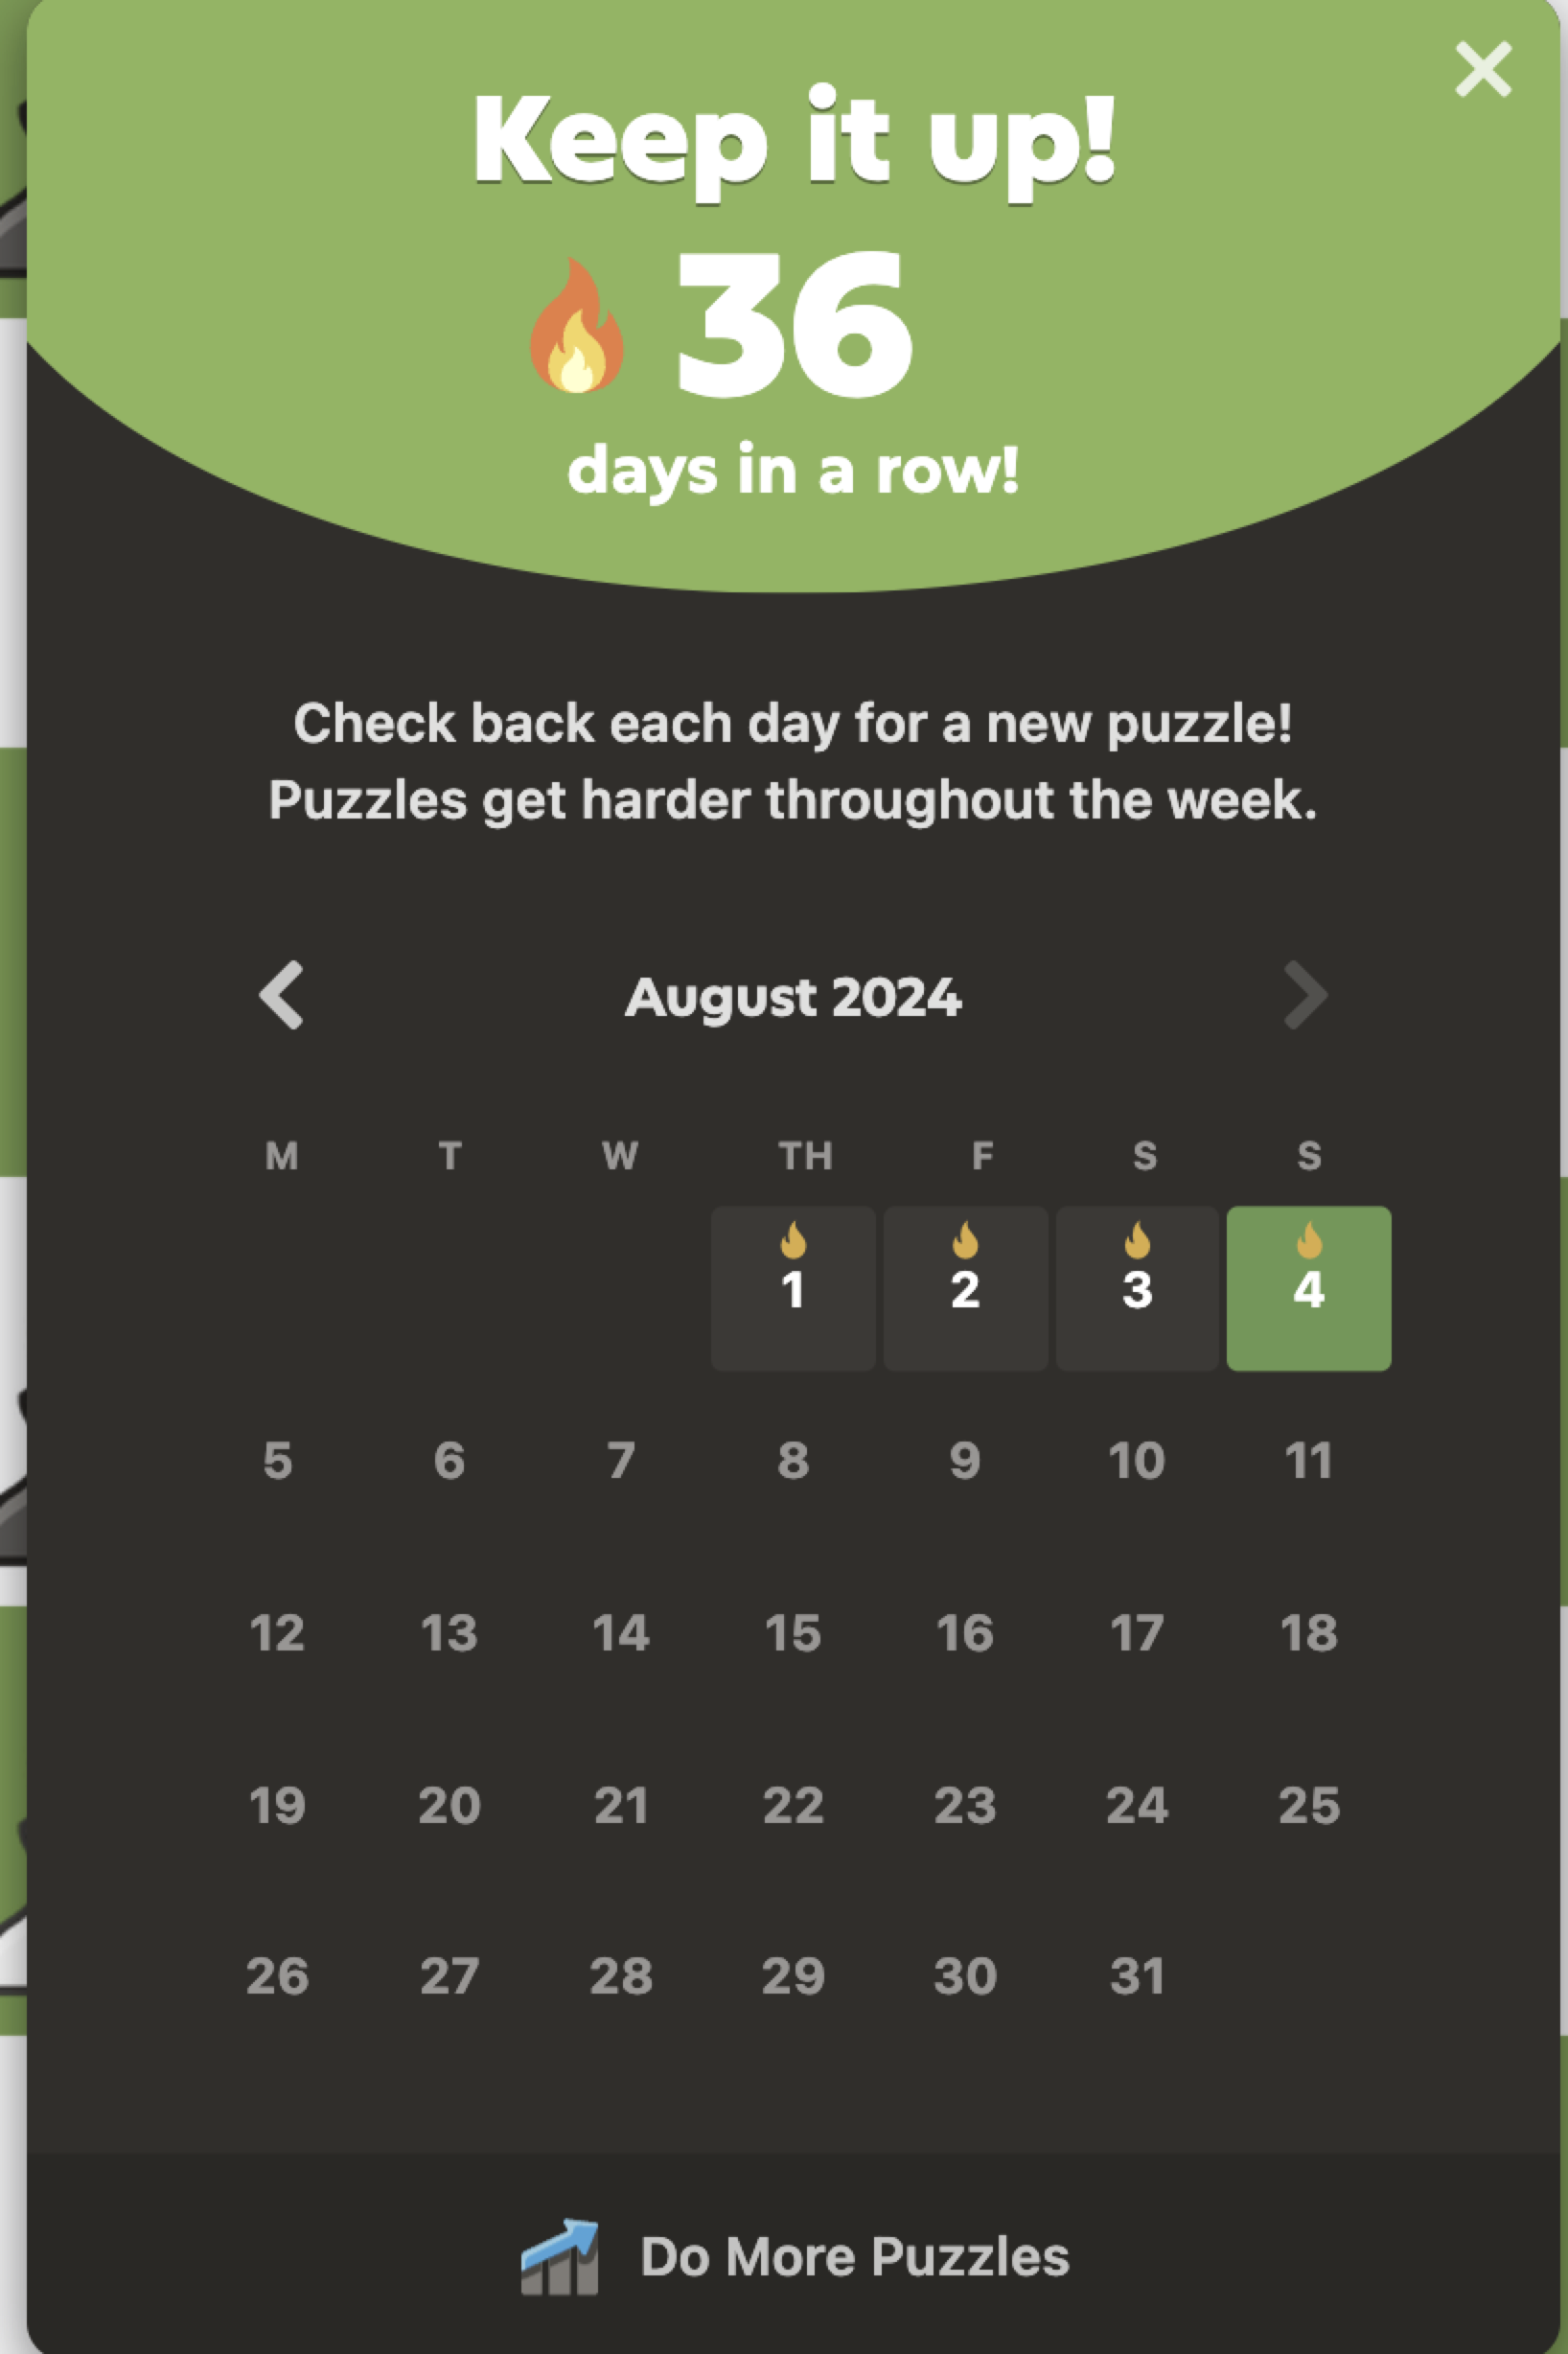 Keep it up!
36
days in a row!
Check back each day for a new puzzle!
Puzzles get harder throughout the week.
August 2024
M T W TH F S S
1 2 3 4
5 6 7 8 9 10 11
12 13 14 15 16 17 18
19 20 21 22 23 24 25
26 27 28 29 30 31
Do More Puzzles